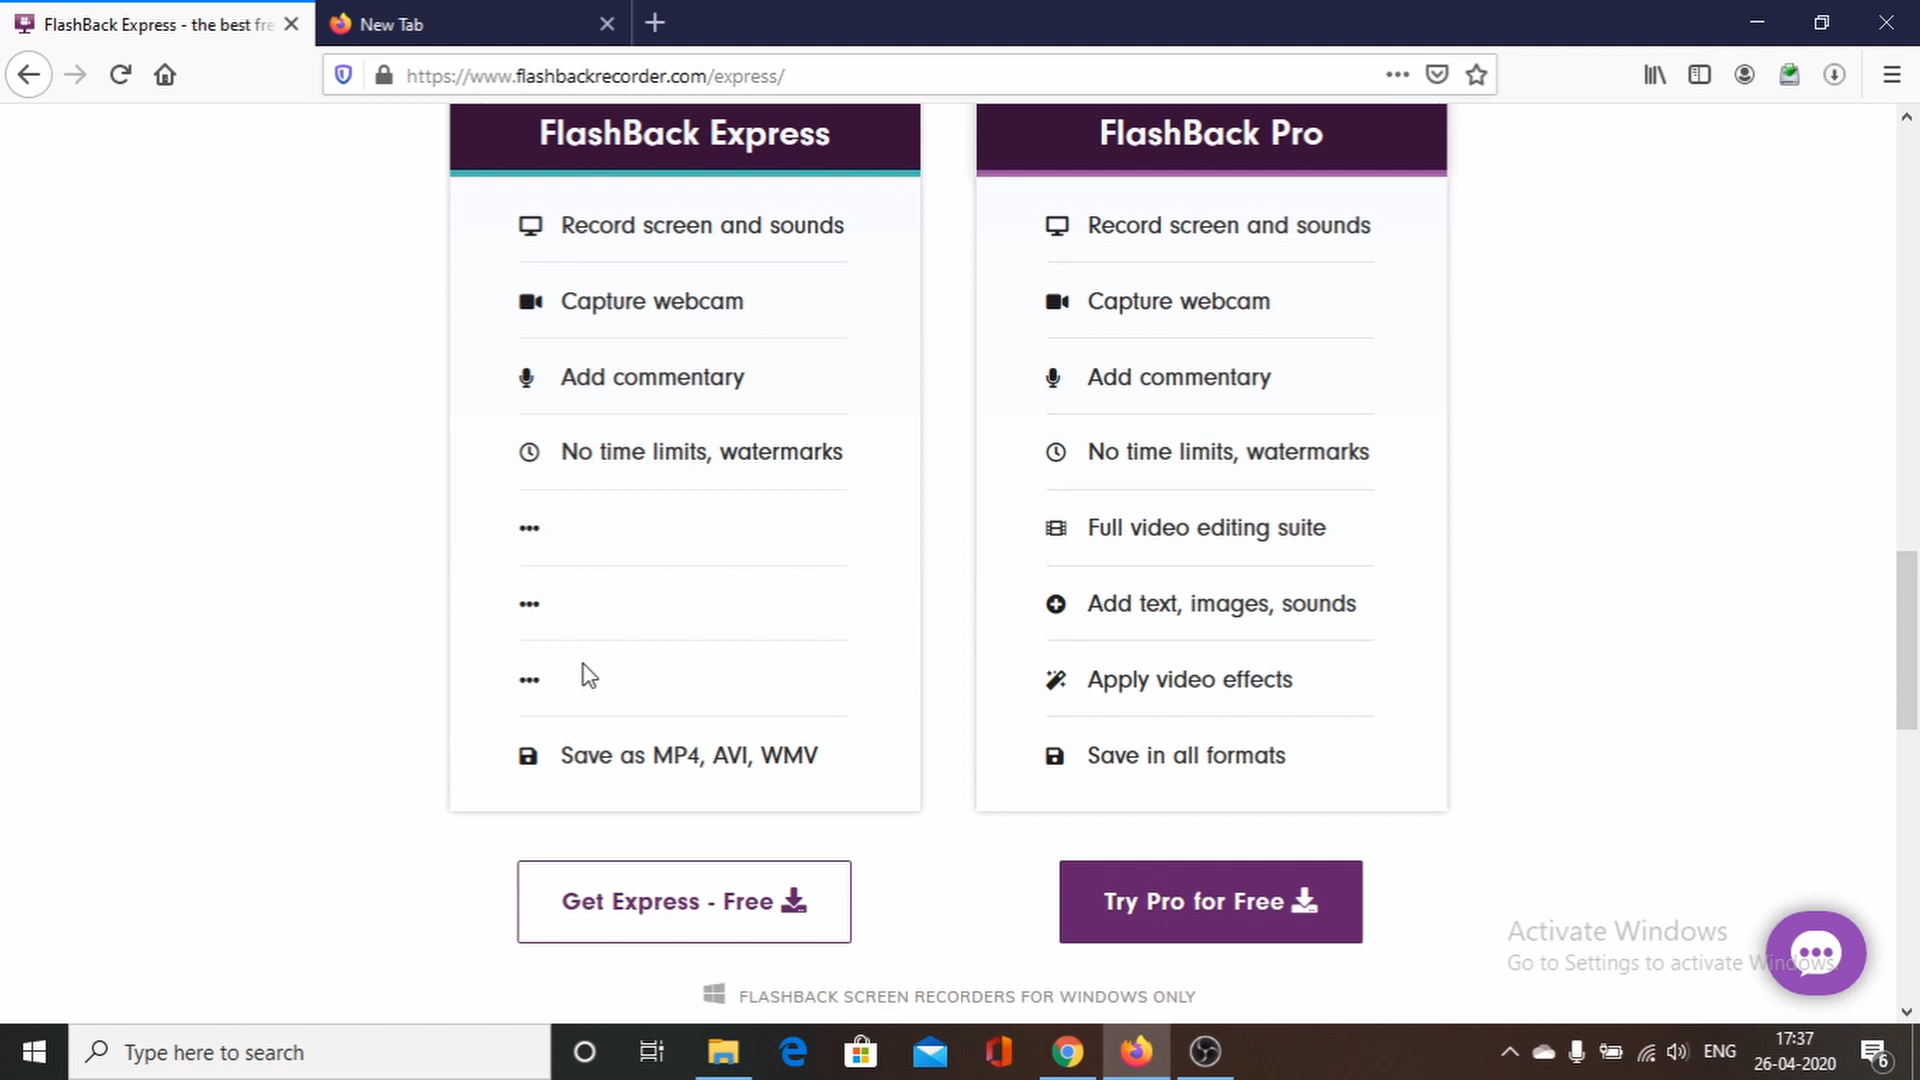 FlashBack Express - the best fre
New Tab
https://www.flashbackrecorder.com/express/
FlashBack Express
Record screen and sounds
Capture webcam
Add commentary
No time limits, watermarks
Save as MP4, AVI, WMV
Get Express - Free
FlashBack Pro
Record screen and sounds
Capture webcam
Add commentary
No time limits, watermarks
Full video editing suite
Add text, images, sounds
Apply video effects
Save in all formats
Try Pro for Free
FLASHBACK SCREEN RECORDERS FOR WINDOWS ONLY
Activate Windows
Go to Settings to activate Windows.
Type here to search
ENG
17:37
26-04-2020
6